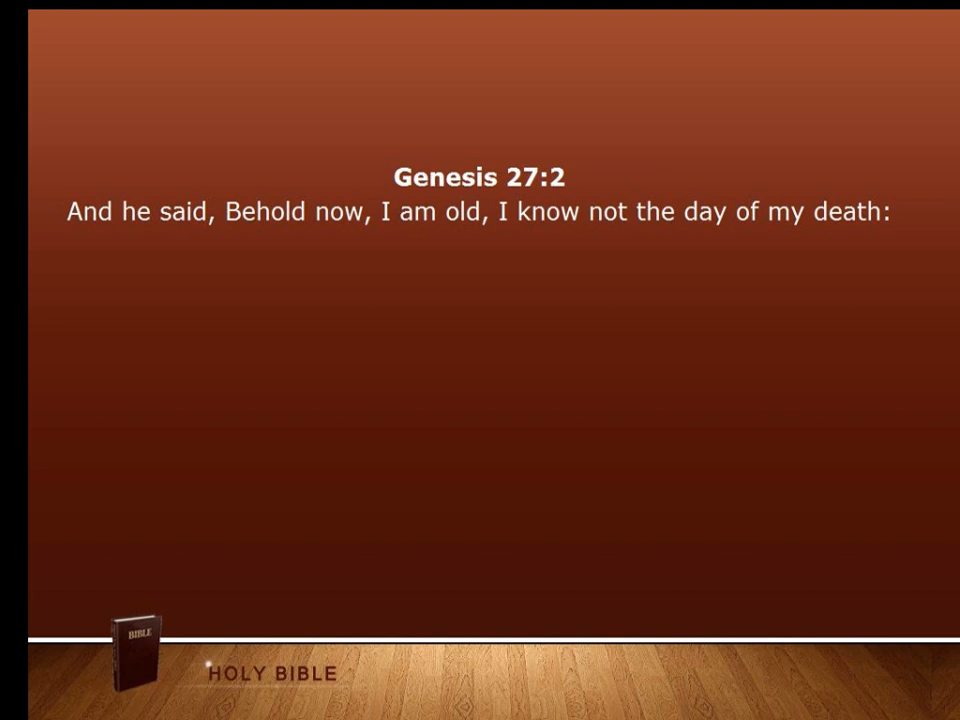 Genesis 27:2
And he said, Behold now, I am old, I know not the day of my death:
BIBLE
HOLY BIBLE